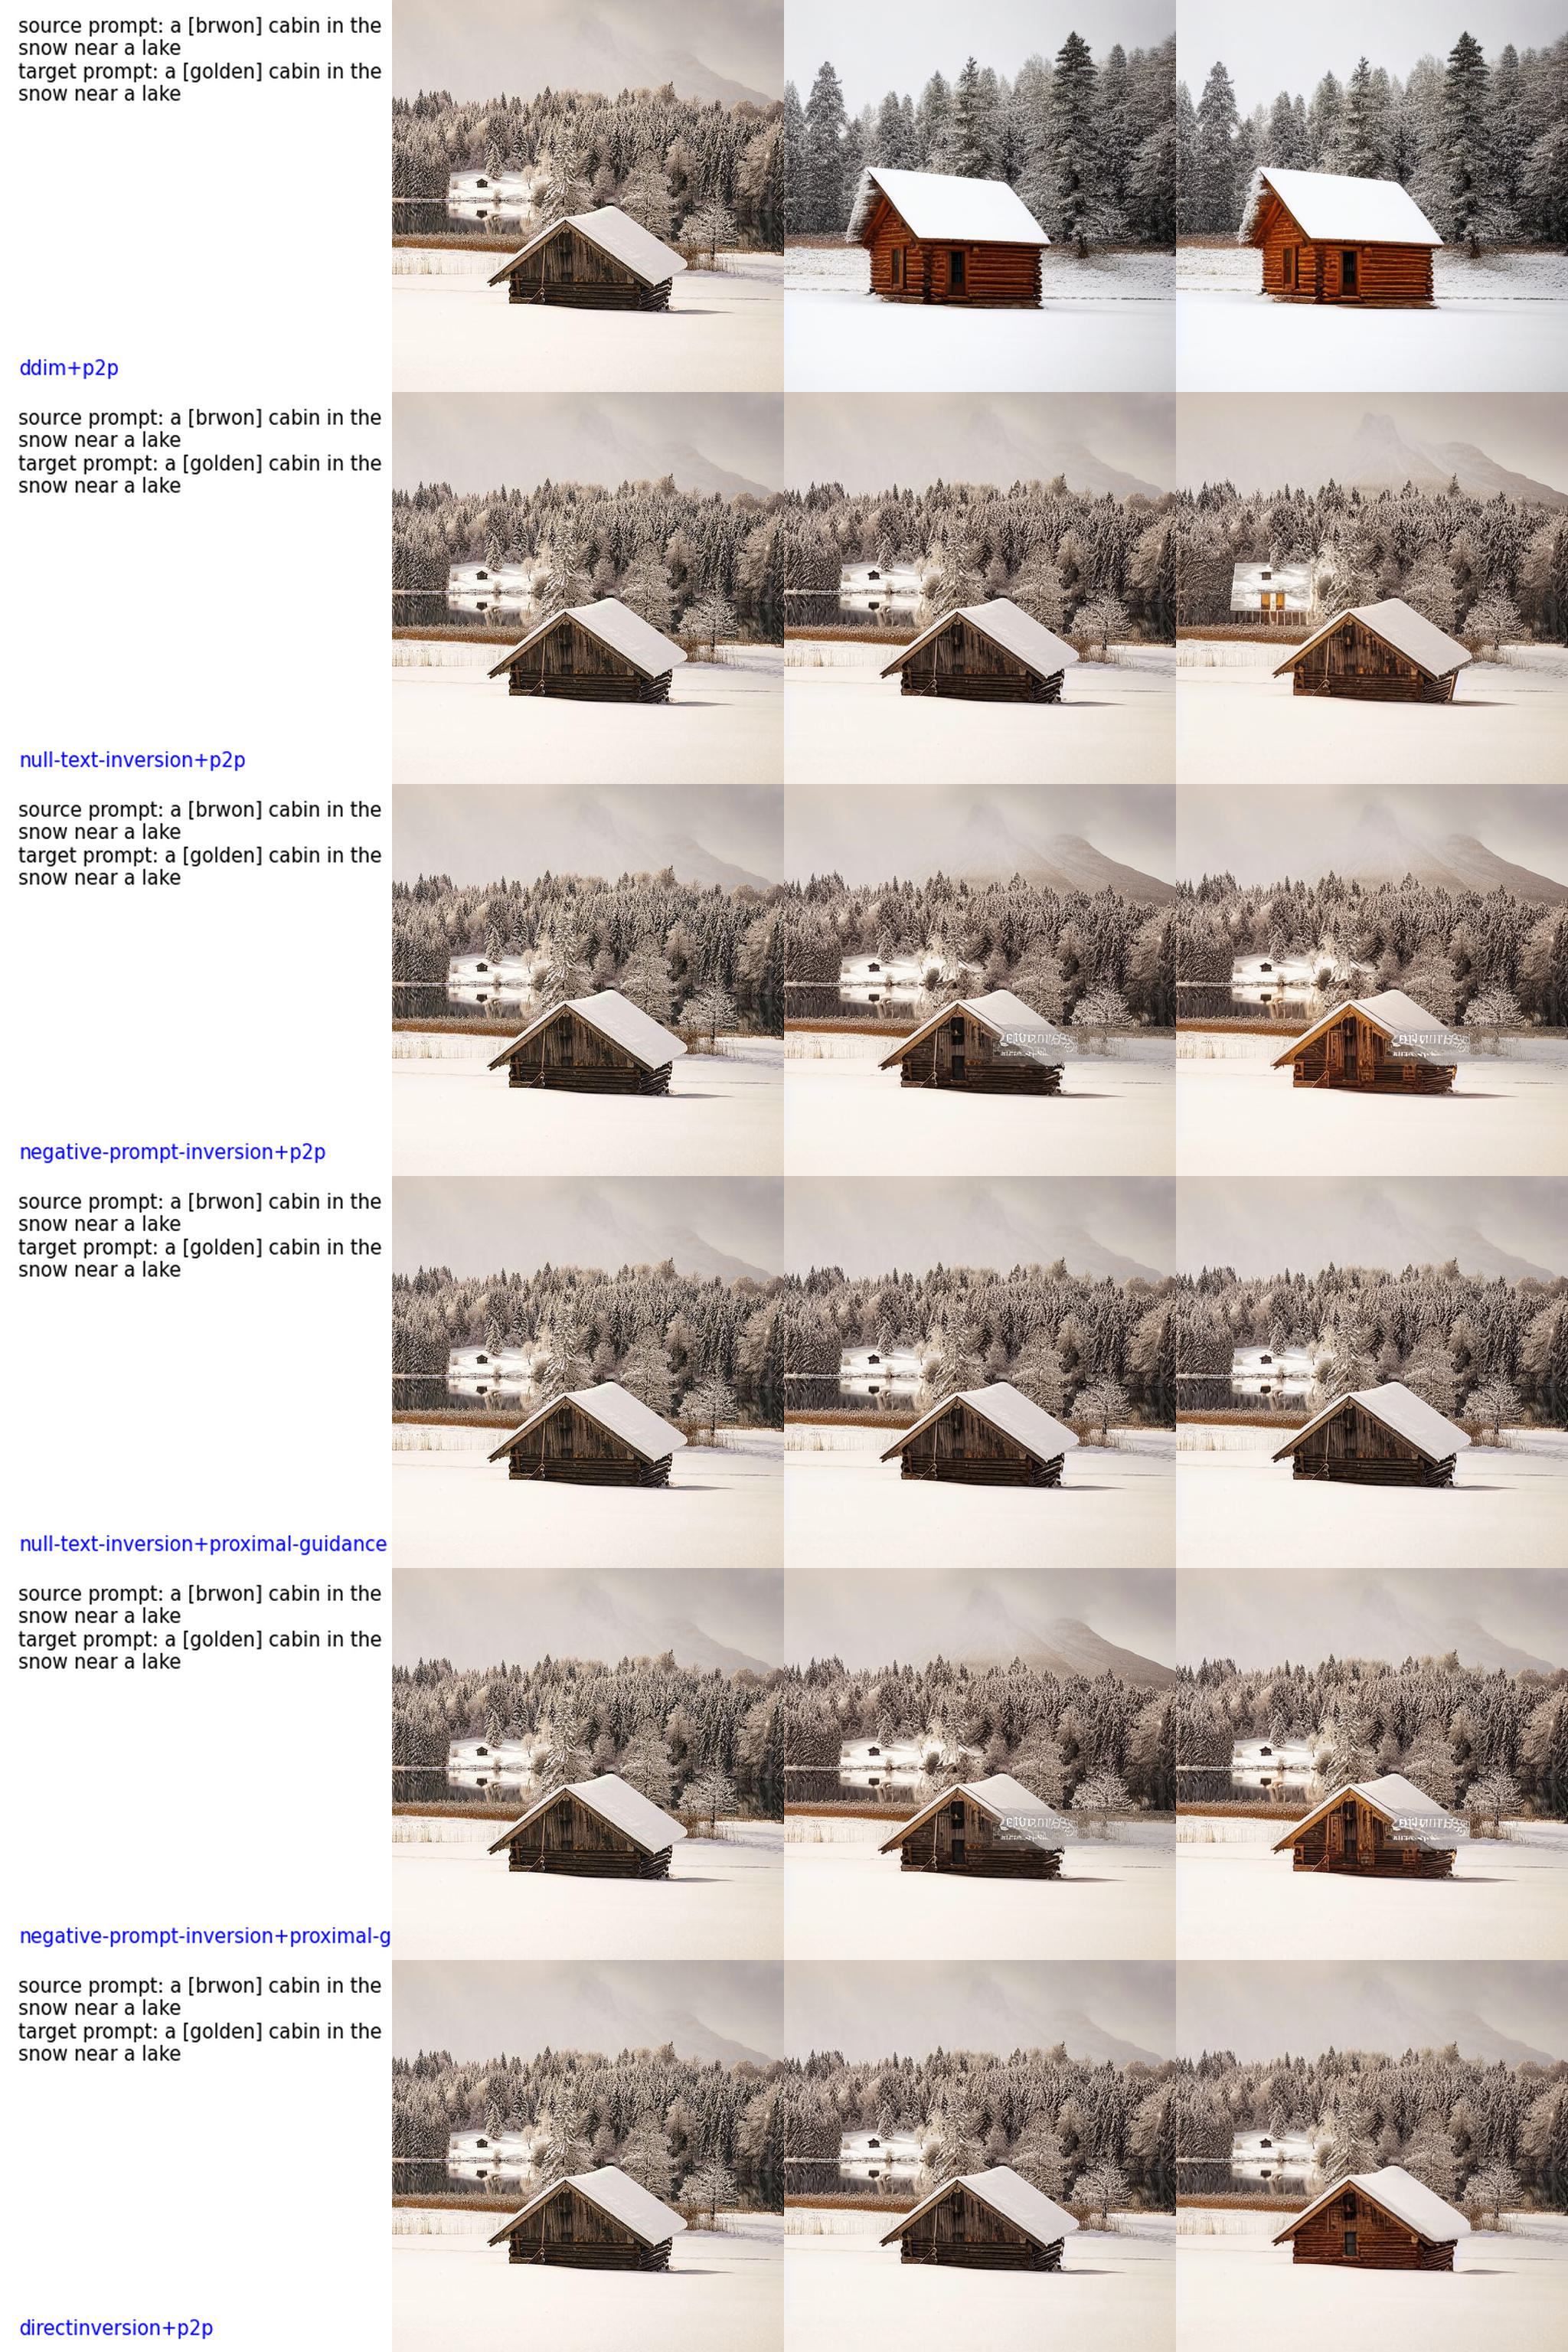 source prompt: a [brwon] cabin in the
snow near a lake
target prompt: a [golden] cabin in the
snow near a lake
ddim+p2p
source prompt: a [brwon] cabin in the
snow near a lake
target prompt: a [golden] cabin in the
snow near a lake
null-text-inversion+p2p
source prompt: a [brwon] cabin in the
snow near a lake
target prompt: a [golden] cabin in the
snow near a lake
negative-prompt-inversion+p2p
source prompt: a [brwon] cabin in the
snow near a lake
target prompt: a [golden] cabin in the
snow near a lake
null-text-inversion+proximal-guidance
source prompt: a [brwon] cabin in the
snow near a lake
target prompt: a [golden] cabin in the
snow near a lake
negative-prompt-inversion+proximal-g
source prompt: a [brwon] cabin in the
snow near a lake
target prompt: a [golden] cabin in the
snow near a lake
directinversion+p2p